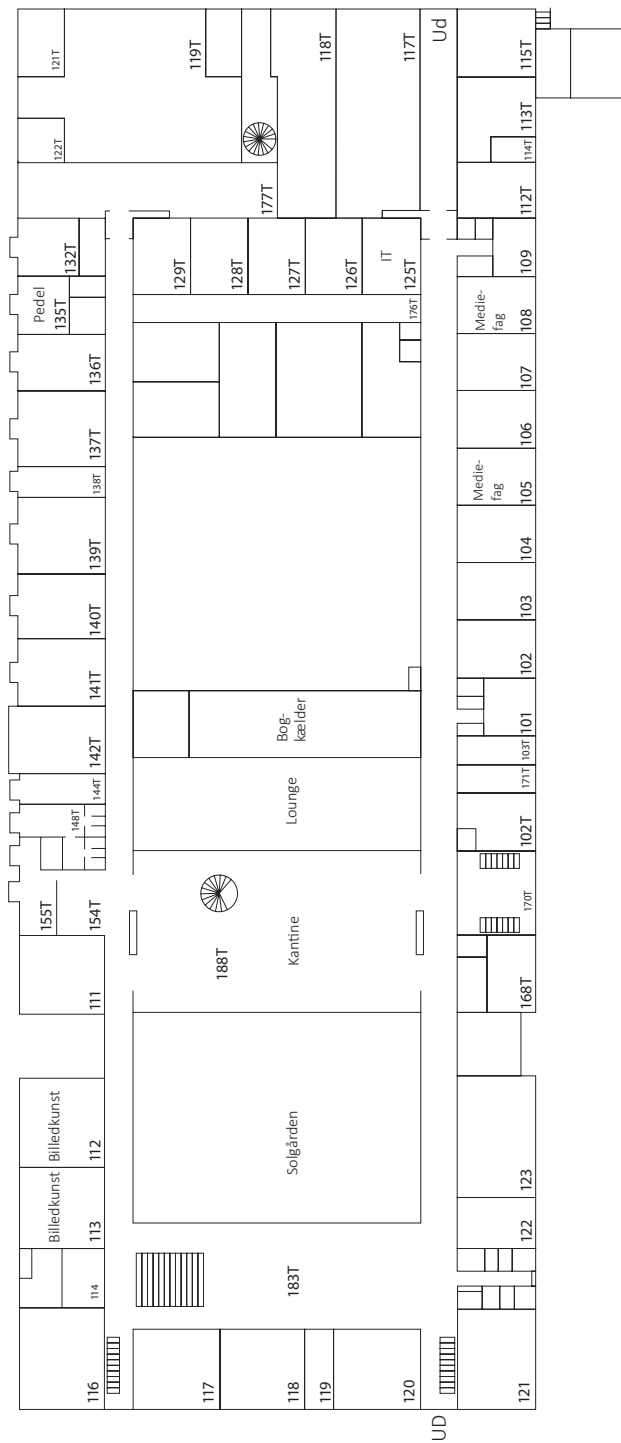 121T
119T
118T
117T
Ud
115T
122T
113T
114T
177T
112T
132T
129T
128T
127T
126T
IT
125T
109
Pedel
135T
176T
Medie-
fag
108
136T
107
137T
106
138T
Medie-
fag
105
139T
104
140T
103
141T
102
142T
Bog-
kælder
101
103T
144T
Lounge
171T
148T
102T
155T
154T
188T
Kantine
170T
111
168T
Billedkunst
112
Solgården
123
Billedkunst
113
122
114
183T
116
117
118
119
120
121
UD